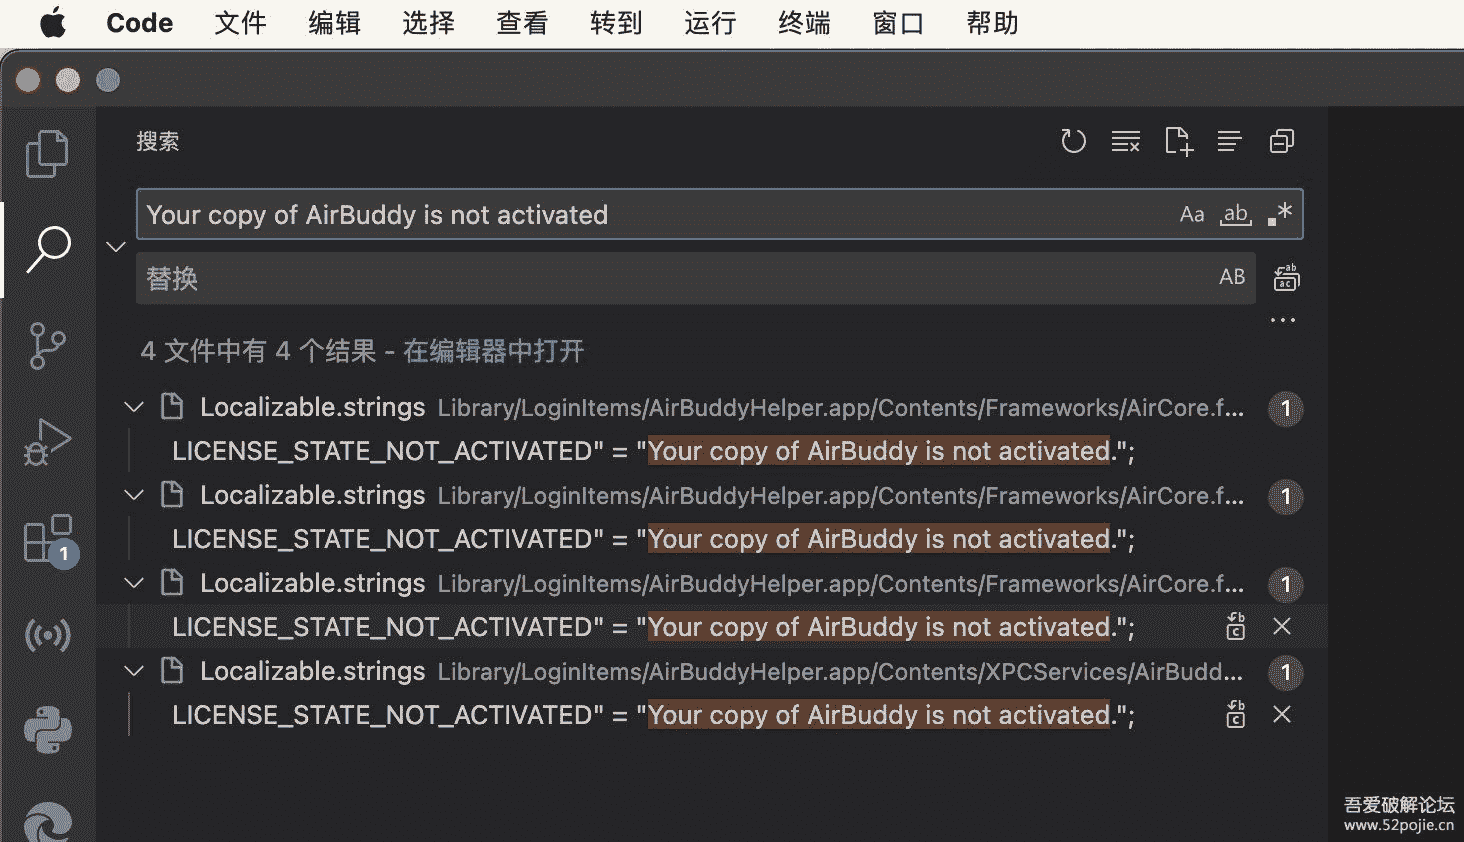 Code 文件 编辑 选择 查看 转到 运行 终端 窗口 帮助
搜索
Your copy of AirBuddy is not activated Aa ab .*
替换 AB
ab
ac
...
4 文件中有 4 个结果 - 在编辑器中打开
Localizable.strings Library/LoginItems/AirBuddyHelper.app/Contents/Frameworks/AirCore.f... 1
LICENSE_STATE_NOT_ACTIVATED" = "Your copy of AirBuddy is not activated.";
Localizable.strings Library/LoginItems/AirBuddyHelper.app/Contents/Frameworks/AirCore.f... 1
LICENSE_STATE_NOT_ACTIVATED" = "Your copy of AirBuddy is not activated.";
1
Localizable.strings Library/LoginItems/AirBuddyHelper.app/Contents/Frameworks/AirCore.f... 1
LICENSE_STATE_NOT_ACTIVATED" = "Your copy of AirBuddy is not activated."; b c
Localizable.strings Library/LoginItems/AirBuddyHelper.app/Contents/XPCServices/AirBudd... 1
LICENSE_STATE_NOT_ACTIVATED" = "Your copy of AirBuddy is not activated."; b c
吾爱破解论坛
www.52pojie.cn